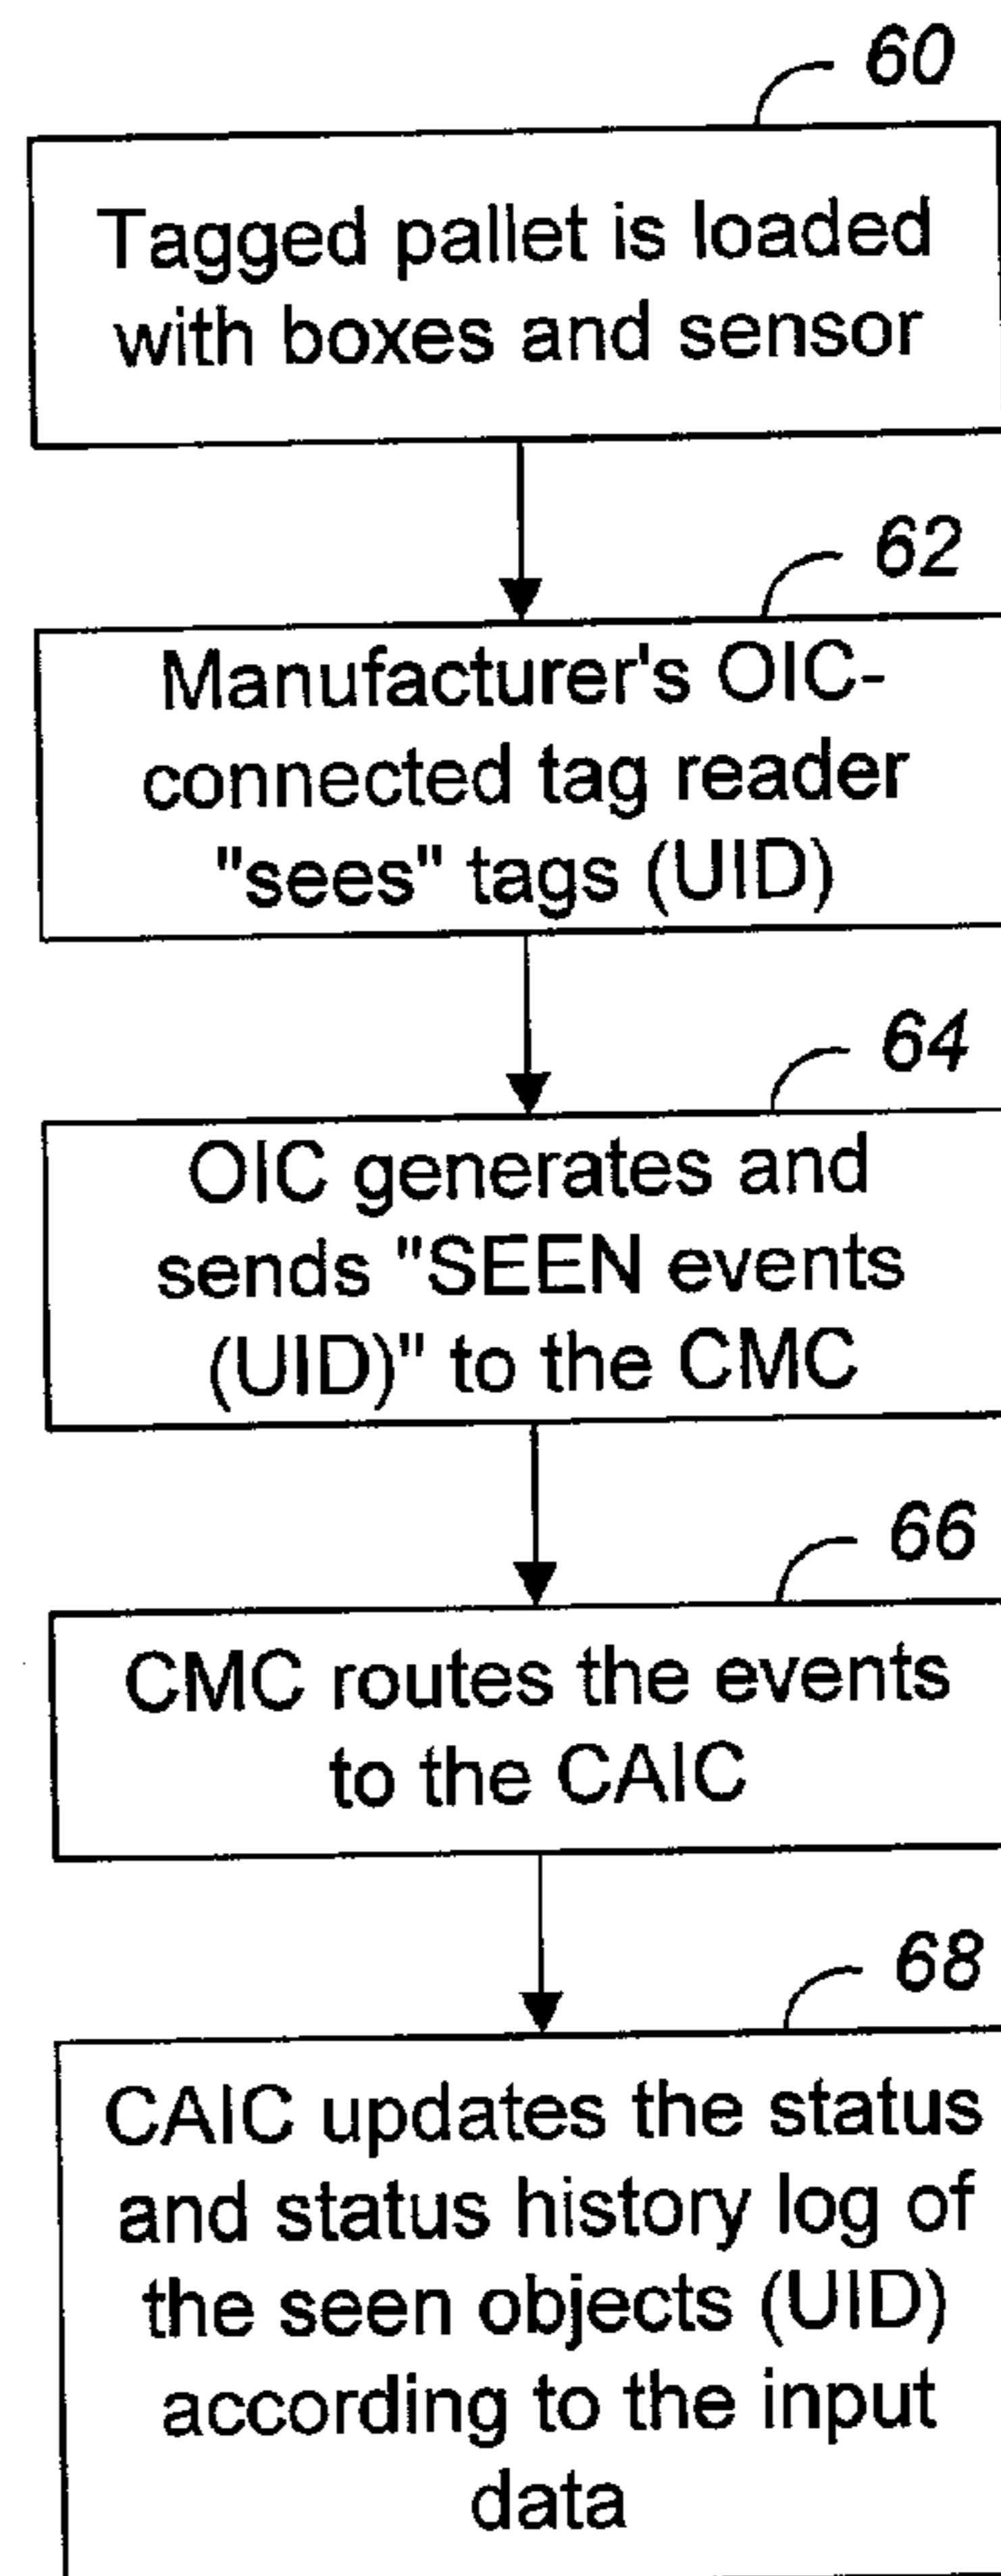 60
Tagged pallet is loaded
with boxes and sensor
62
Manufacturer's OIC-
connected tag reader
"sees" tags (UID)
64
OIC generates and
sends "SEEN events
(UID)" to the CMC
66
CMC routes the events
to the CAIC
68
CAIC updates the status
and status history log of
the seen objects (UID)
according to the input
data